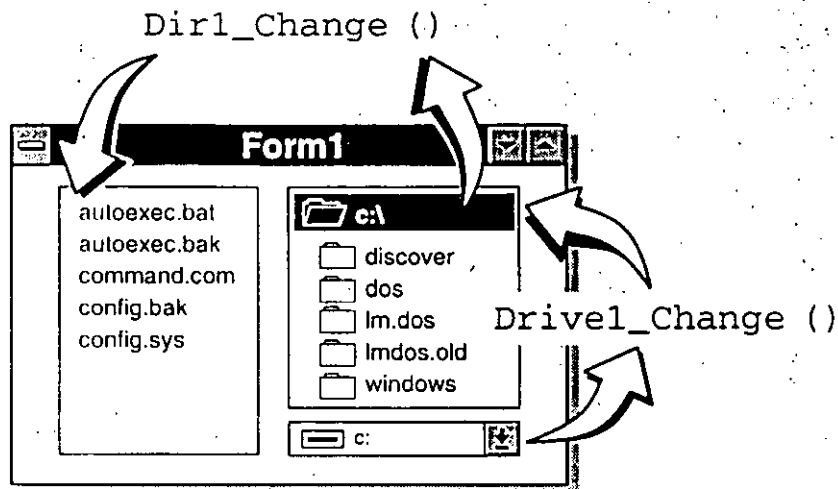 Dir1_Change ()
Form1
autoexec.bat
autoexec.bak
command.com
config.bak
config.sys
c:\
discover
dos
lm.dos
lmdos.old
windows
c:
Drive1_Change ()